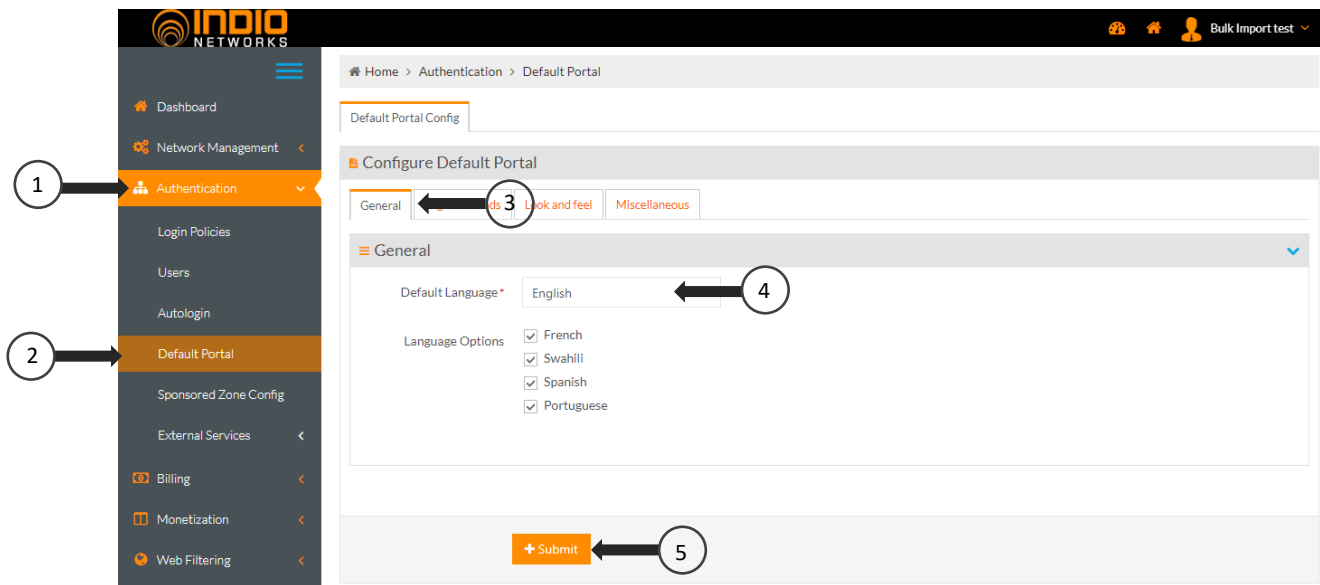 INDIO
NETWORKS
Bulk Import test
Home > Authentication > Default Portal
Dashboard
Default Portal Config
Network Management
Configure Default Portal
1
Authentication
General
3
Look and feel
Miscellaneous
Login Policies
General
Users
Default Language*
English
4
Autologin
Language Options
French
Swahili
Spanish
Portuguese
2
Default Portal
Sponsored Zone Config
External Services
Billing
Monetization
Web Filtering
+ Submit
5